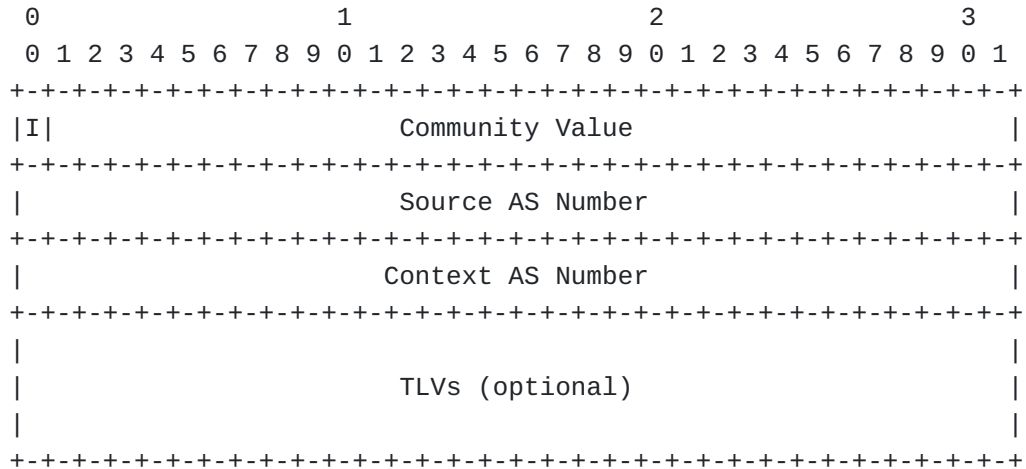 0                   1                   2                   3
 0 1 2 3 4 5 6 7 8 9 0 1 2 3 4 5 6 7 8 9 0 1 2 3 4 5 6 7 8 9 0 1
+-+-+-+-+-+-+-+-+-+-+-+-+-+-+-+-+-+-+-+-+-+-+-+-+-+-+-+-+-+-+-+-+
|I|                      Community Value                        |
+-+-+-+-+-+-+-+-+-+-+-+-+-+-+-+-+-+-+-+-+-+-+-+-+-+-+-+-+-+-+-+-+
|                        Source AS Number                       |
+-+-+-+-+-+-+-+-+-+-+-+-+-+-+-+-+-+-+-+-+-+-+-+-+-+-+-+-+-+-+-+-+
|                       Context AS Number                       |
+-+-+-+-+-+-+-+-+-+-+-+-+-+-+-+-+-+-+-+-+-+-+-+-+-+-+-+-+-+-+-+-+
|                                                               |
|                        TLVs (optional)                        |
|                                                               |
+-+-+-+-+-+-+-+-+-+-+-+-+-+-+-+-+-+-+-+-+-+-+-+-+-+-+-+-+-+-+-+-+